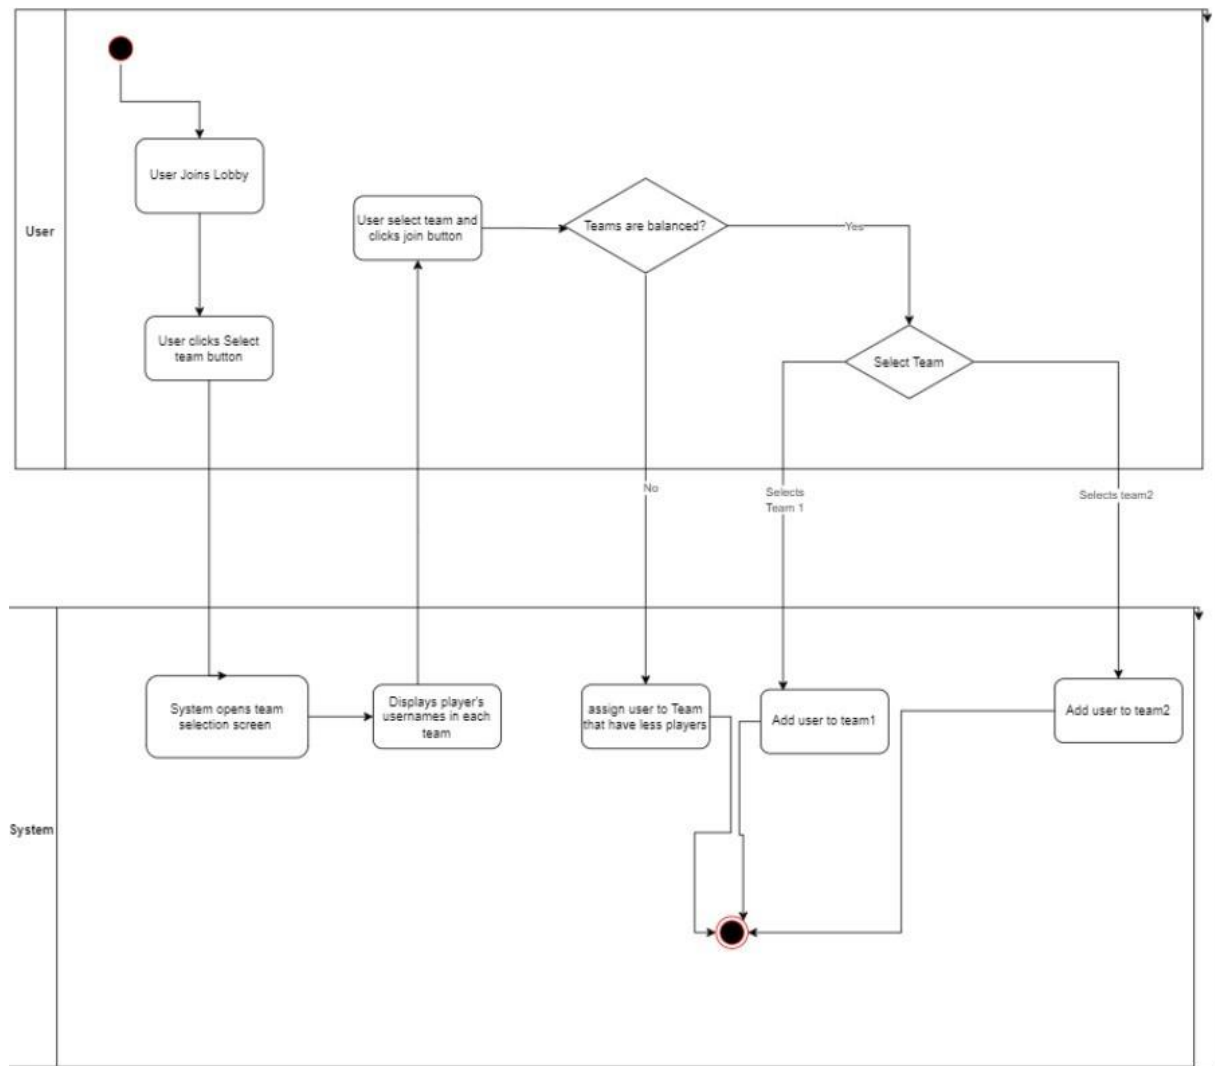 User
User Joins Lobby
User clicks Select
team button
User select team and
clicks join button
Teams are balanced?
Yes
Select Team
No
Selects
Team 1
Selects team2
System
System opens team
selection screen
Displays player's
usernames in each
team
assign user to Team
that have less players
Add user to team1
Add user to team2